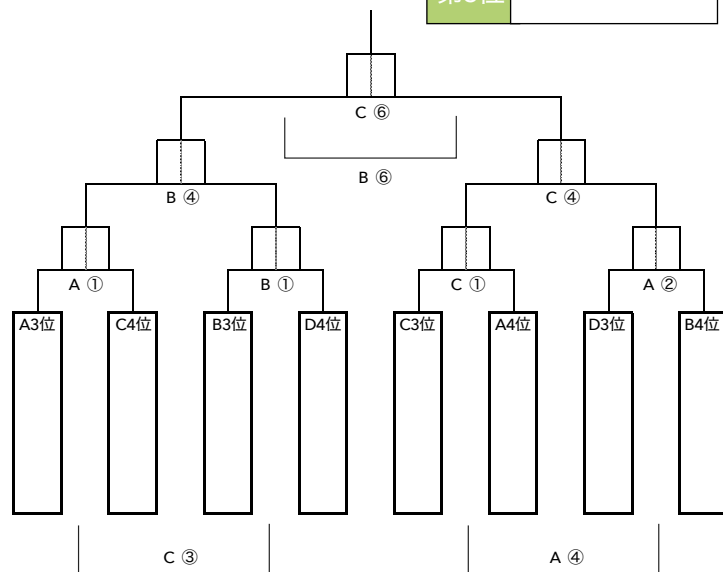 第3位
C ⑥
B ⑥
B ④
C ④
A ①
B ①
C ①
A ②
A3位
C4位
B3位
D4位
C3位
A4位
D3位
B4位
C ③
A ④